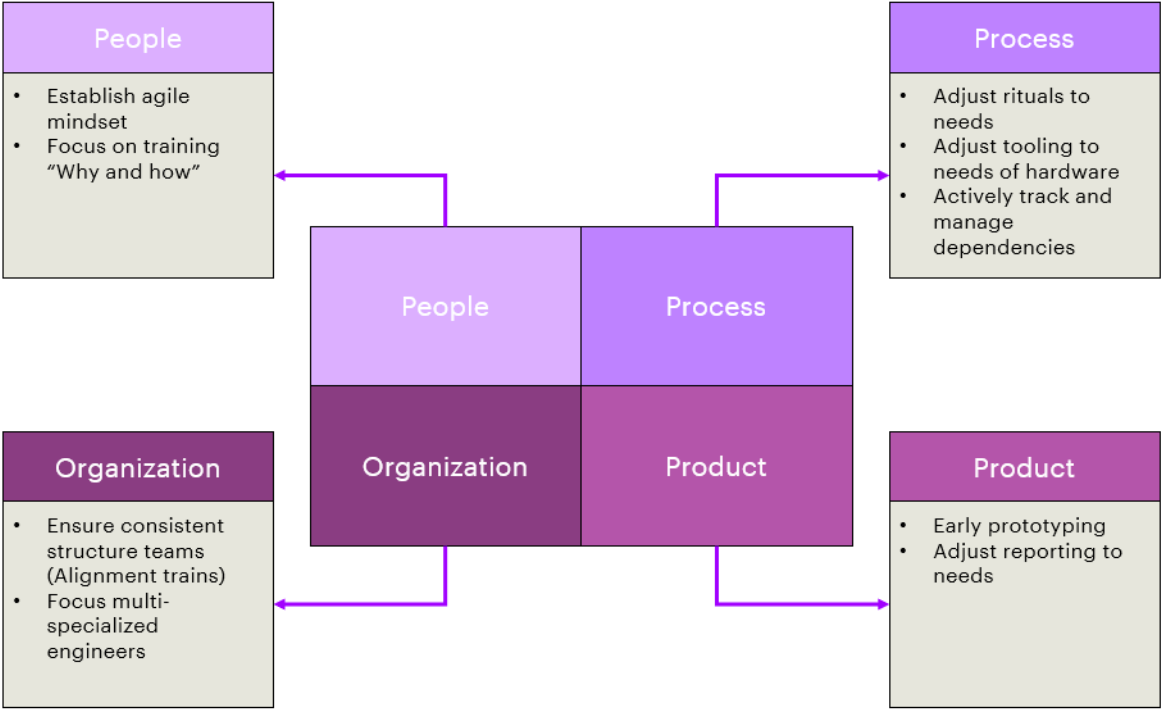 People
• Establish agile
mindset
• Focus on training
“Why and how”
Process
• Adjust rituals to
needs
• Adjust tooling to
needs of hardware
• Actively track and
manage
dependencies
People
Process
Organization
Product
Organization
• Ensure consistent
structure teams
(Alignment trains)
• Focus multi-
specialized
engineers
Product
• Early prototyping
• Adjust reporting to
needs